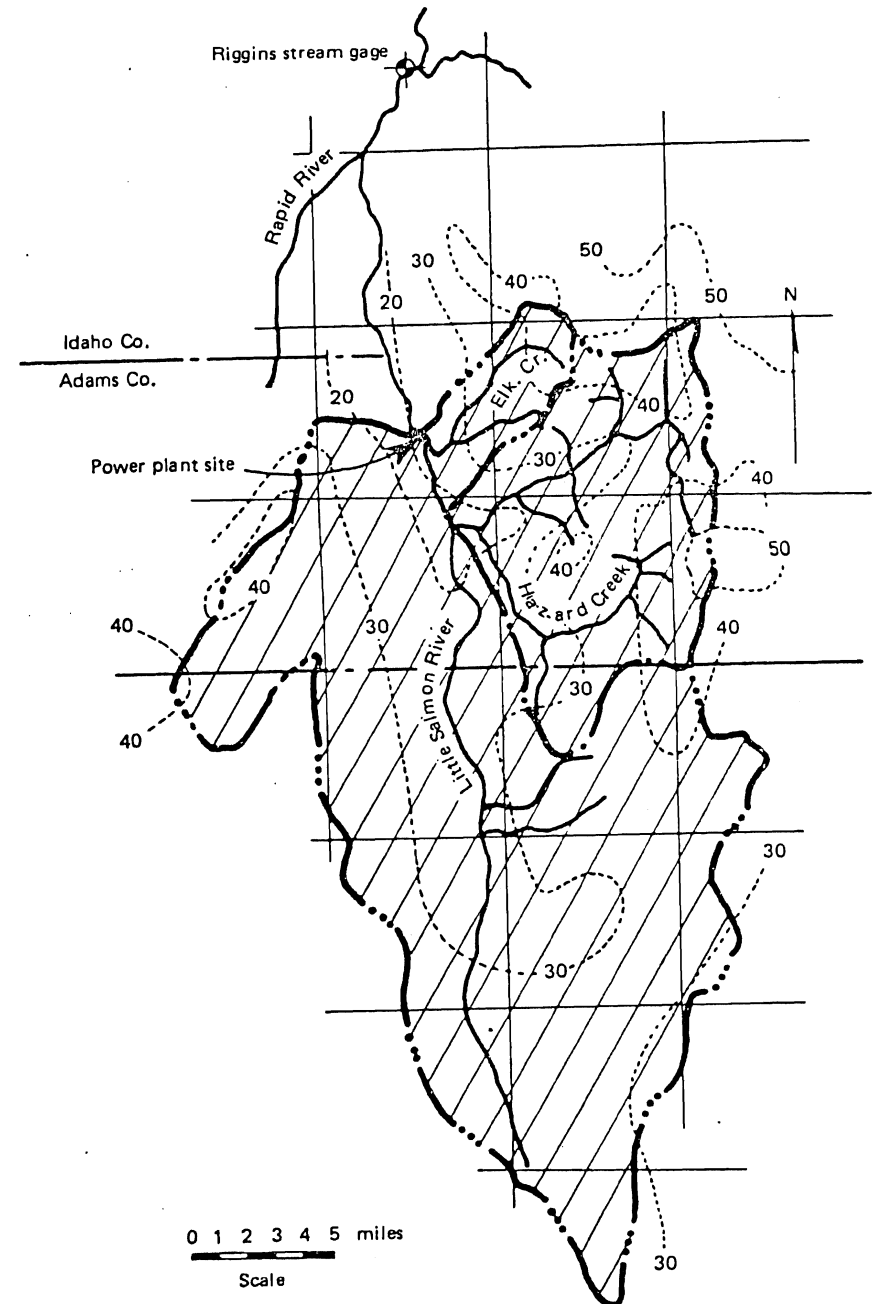 Riggins stream gage
Rapid River
30
50
40
20
50
N
Idaho Co.
Adams Co.
Elk. Cr.
20
40
Power plant site
30
40
50
40
Hazard Creek
40
40
30
40
Little Salmon River
30
40
30
30
0 1 2 3 4 5 miles
Scale
30